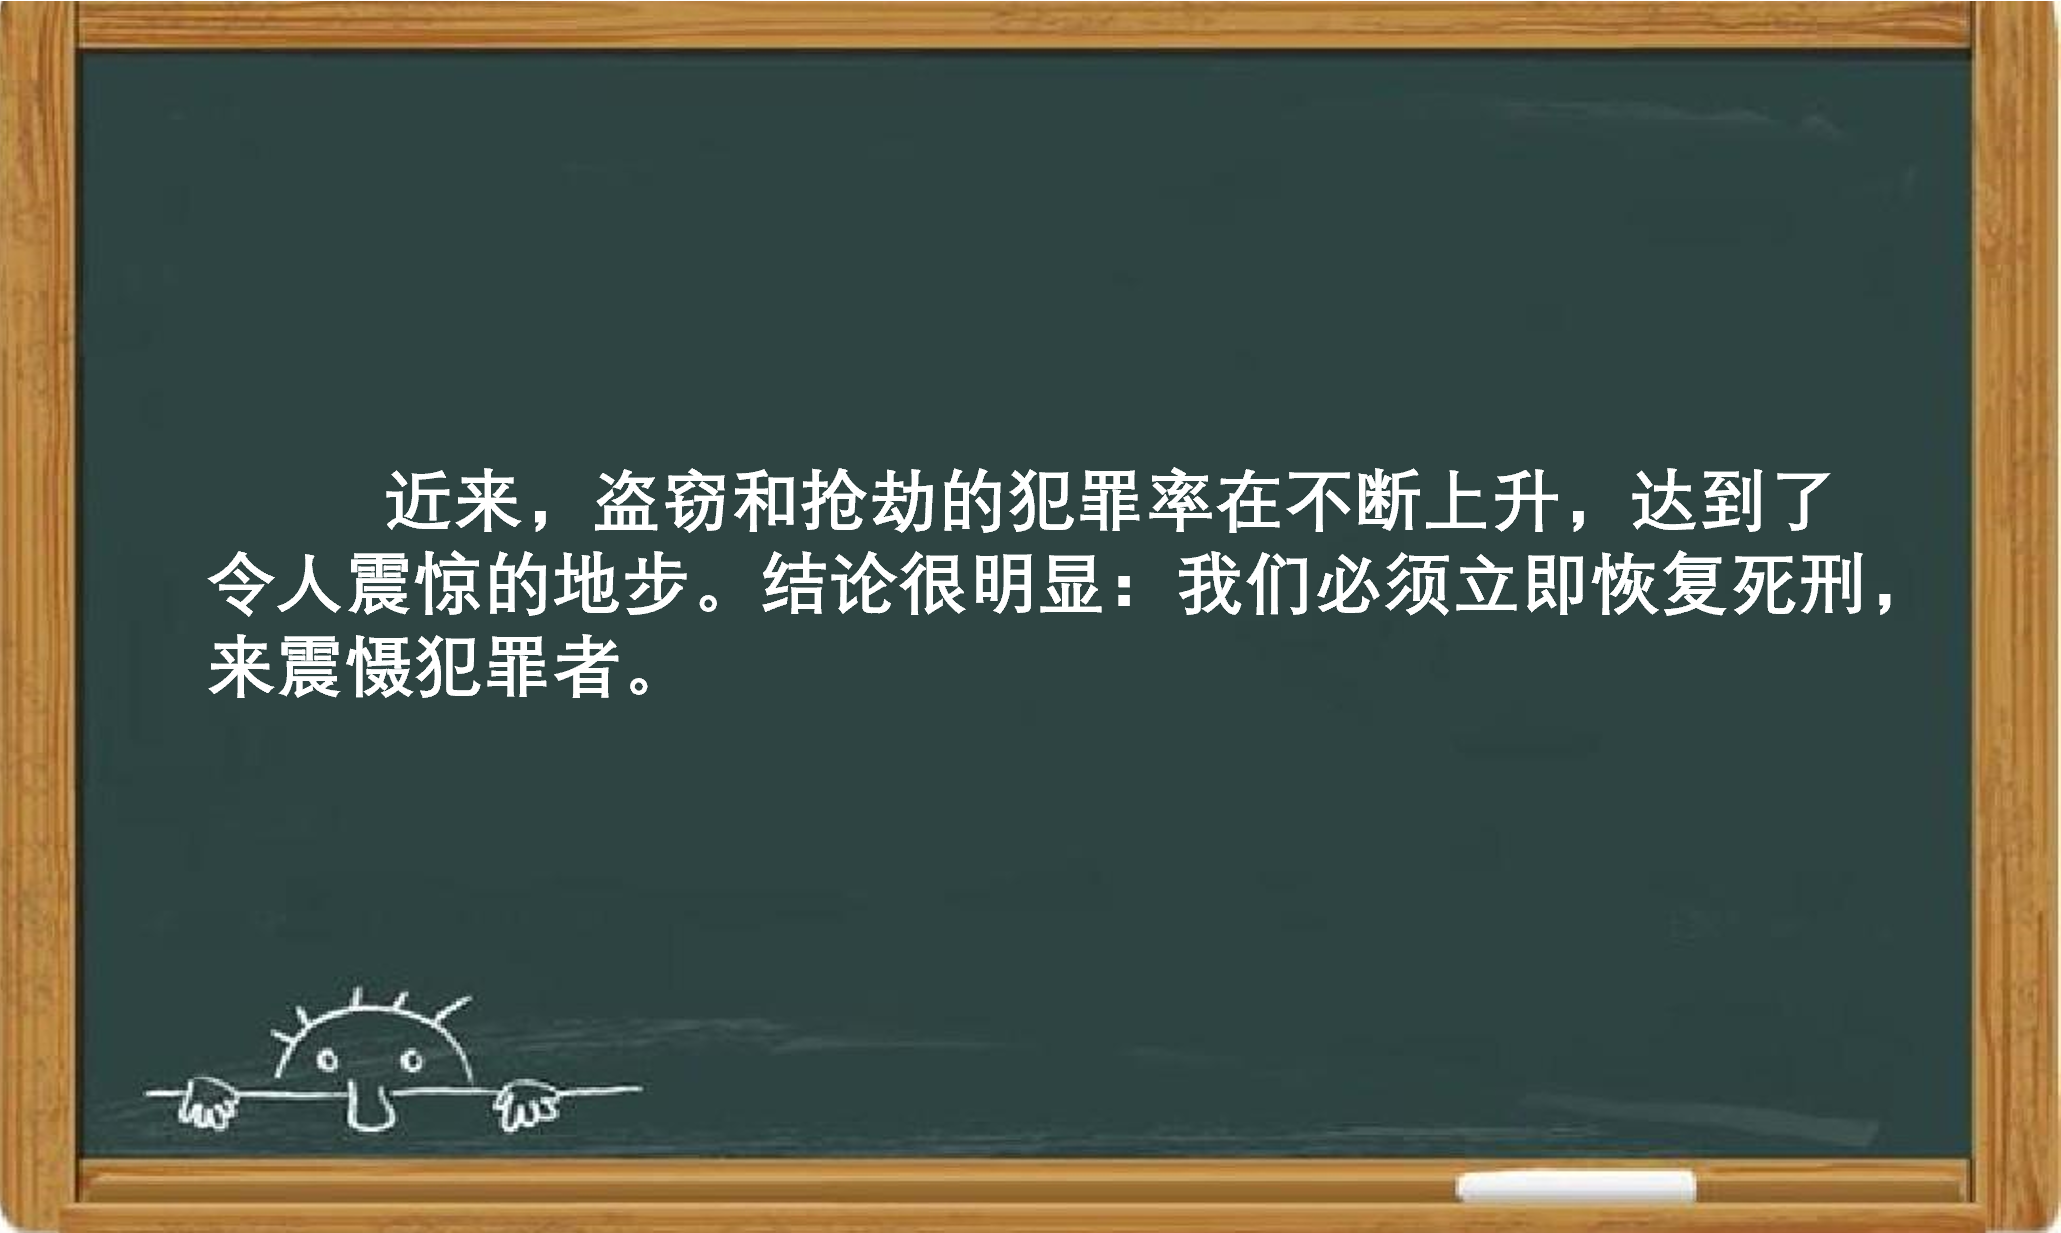 近来，盗窃和抢劫的犯罪率在不断上升，达到了
令人震惊的地步。结论很明显：我们必须立即恢复死刑，
来震慑犯罪者。